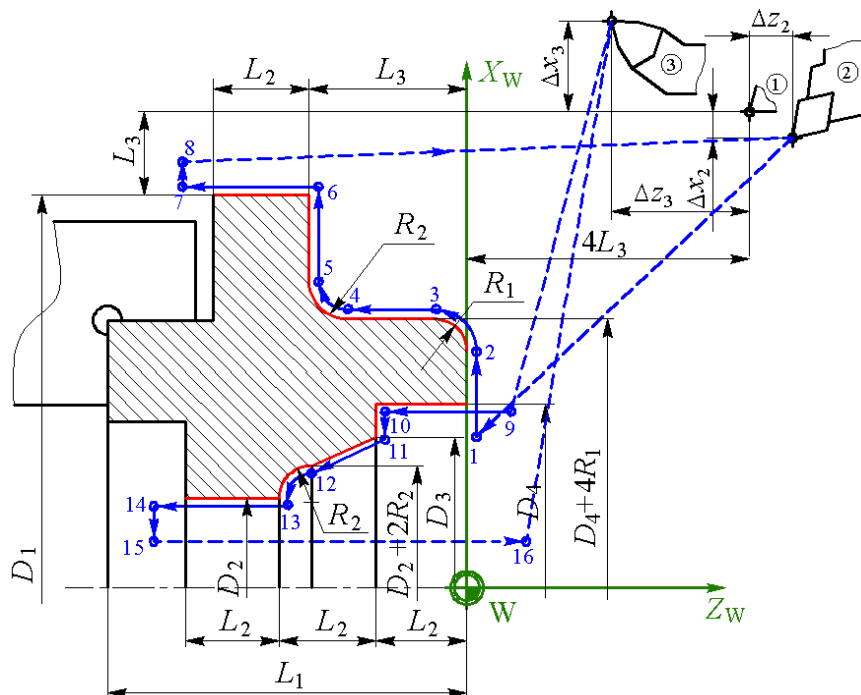 Δz₂
L₂
L₃
X_W
Δx₃
③
①
②
L₃
8
7
6
Δz₃
Δx₂
4L₃
R₂
5
4
3
R₁
2
10
9
11
1
12
14
13
R₂
15
16
D₁
D₂
D₂+2R₂
D₃
D₄
D₄+4R₁
W
Z_W
L₂
L₂
L₂
L₁